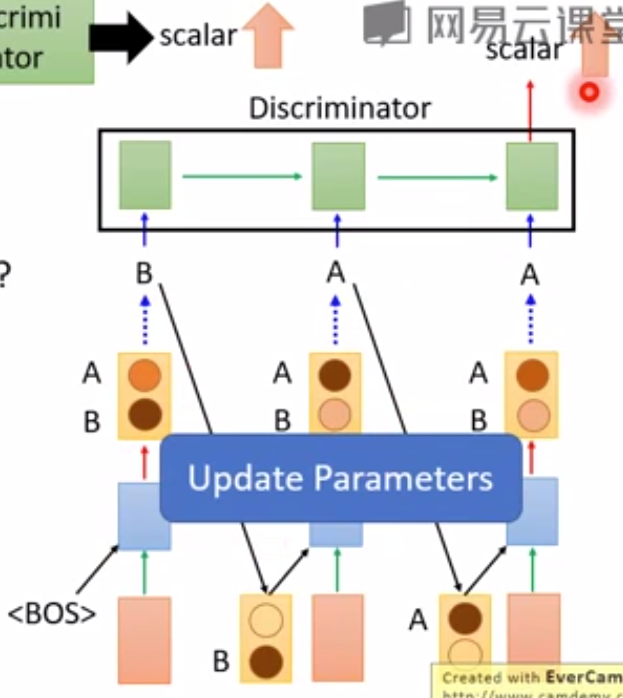 crimi
ator
scalar
网易云课堂
scalar
Discriminator
?
B
A
A
A
B
A
B
A
B
Update Parameters
<BOS>
B
A
Created with EverCam
http://www.camdemy.c